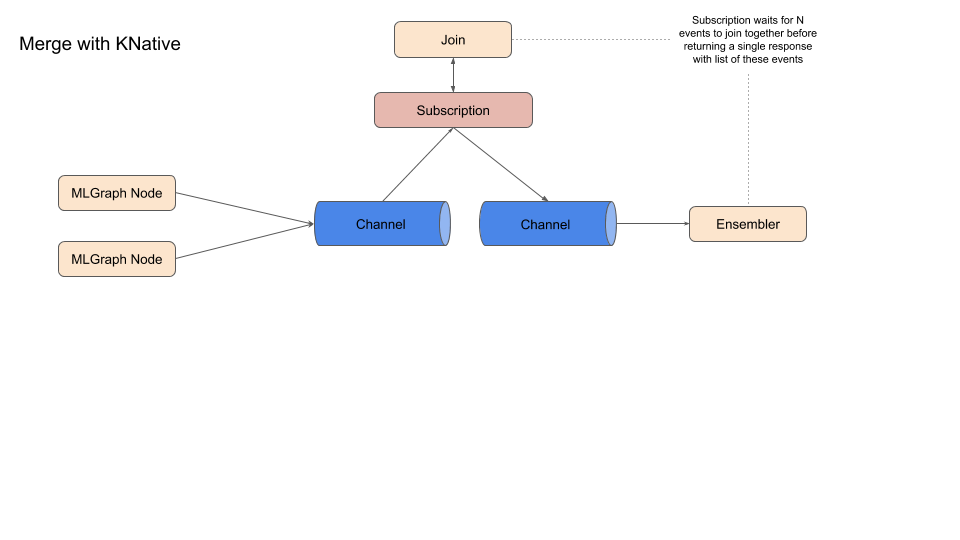 Merge with KNative
Join
Subscription waits for N
events to join together before
returning a single response
with list of these events
Subscription
MLGraph Node
MLGraph Node
Channel
Channel
Ensembler